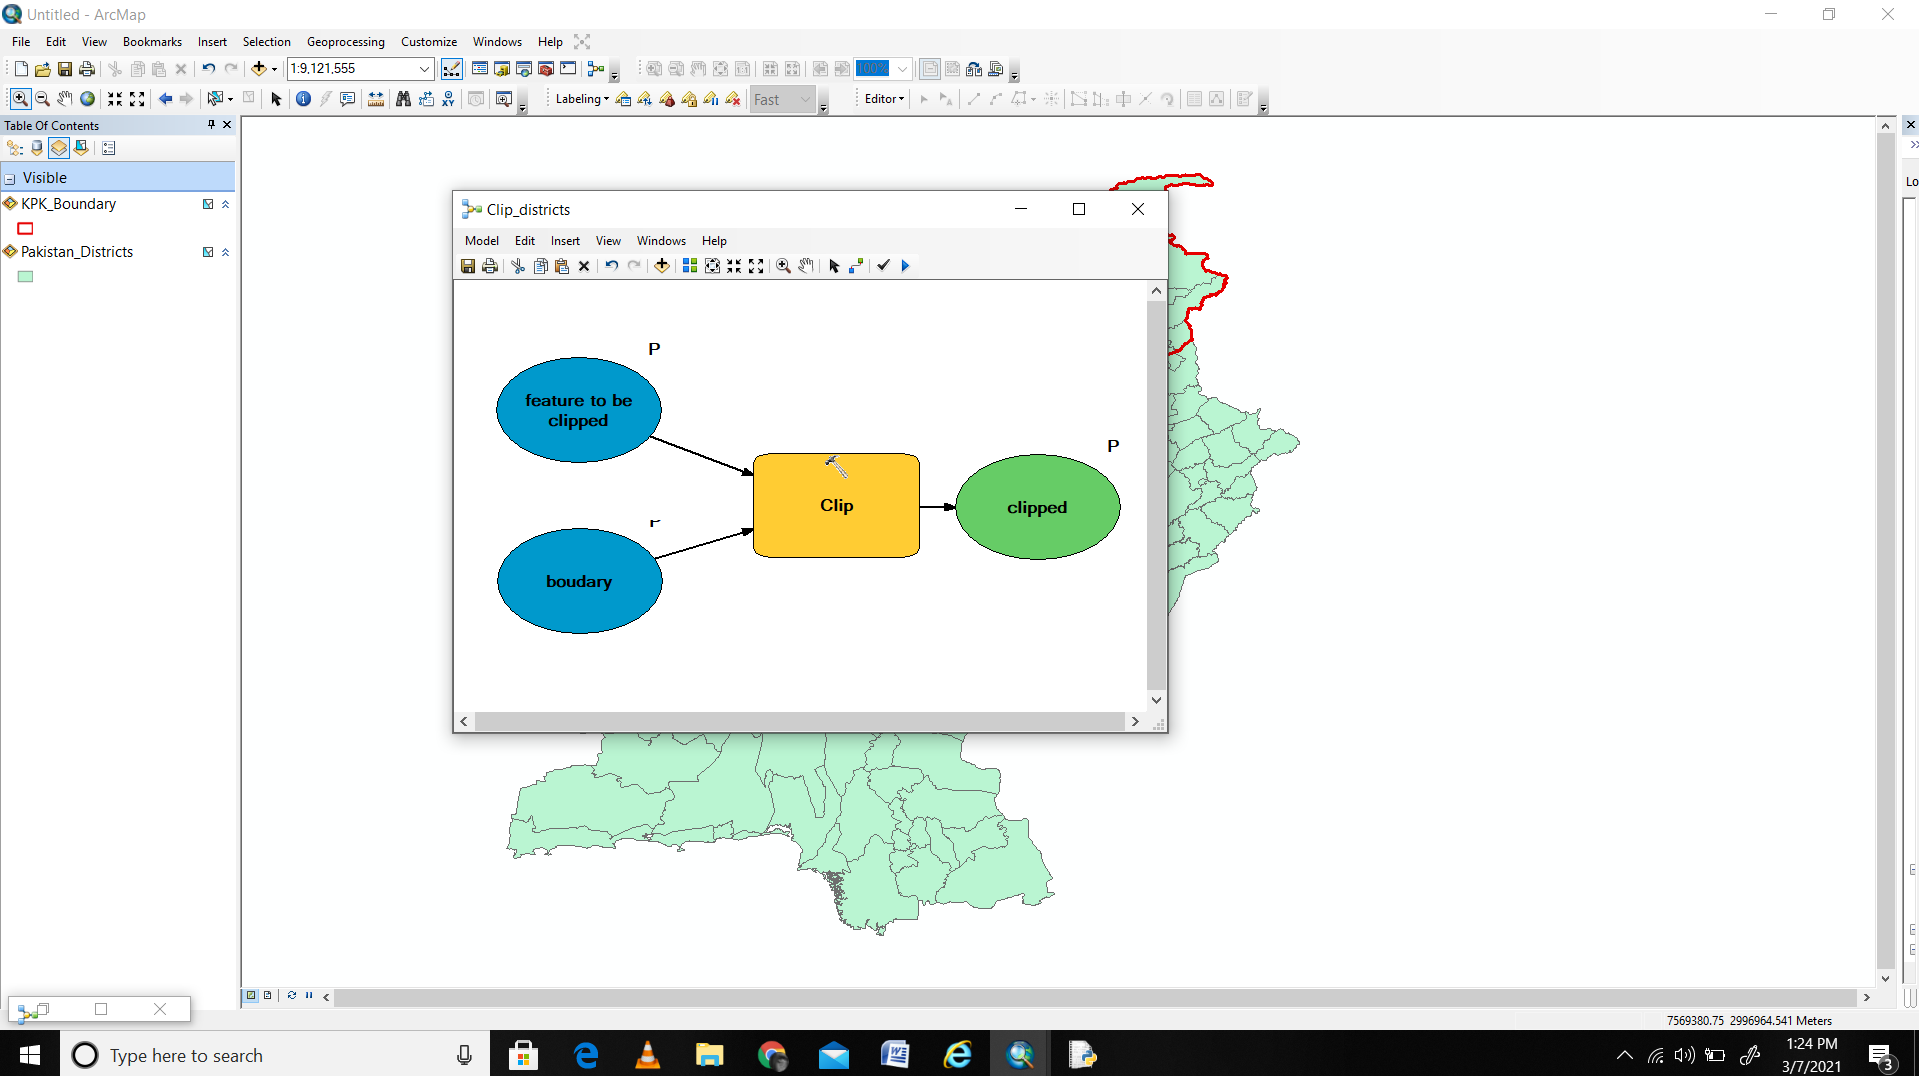 Untitled - ArcMap
File Edit View Bookmarks Insert Selection Geoprocessing Customize Windows Help
1:9,121,555
100%
Labeling
Fast
Editor
Table Of Contents
Visible
KPK_Boundary
Pakistan_Districts
Lo
Clip_districts
Model Edit Insert View Windows Help
P
feature to be
clipped
P
Clip
P
clipped
boudary
7569380.75 2996964.541 Meters
Type here to search
1:24 PM
3/7/2021
3